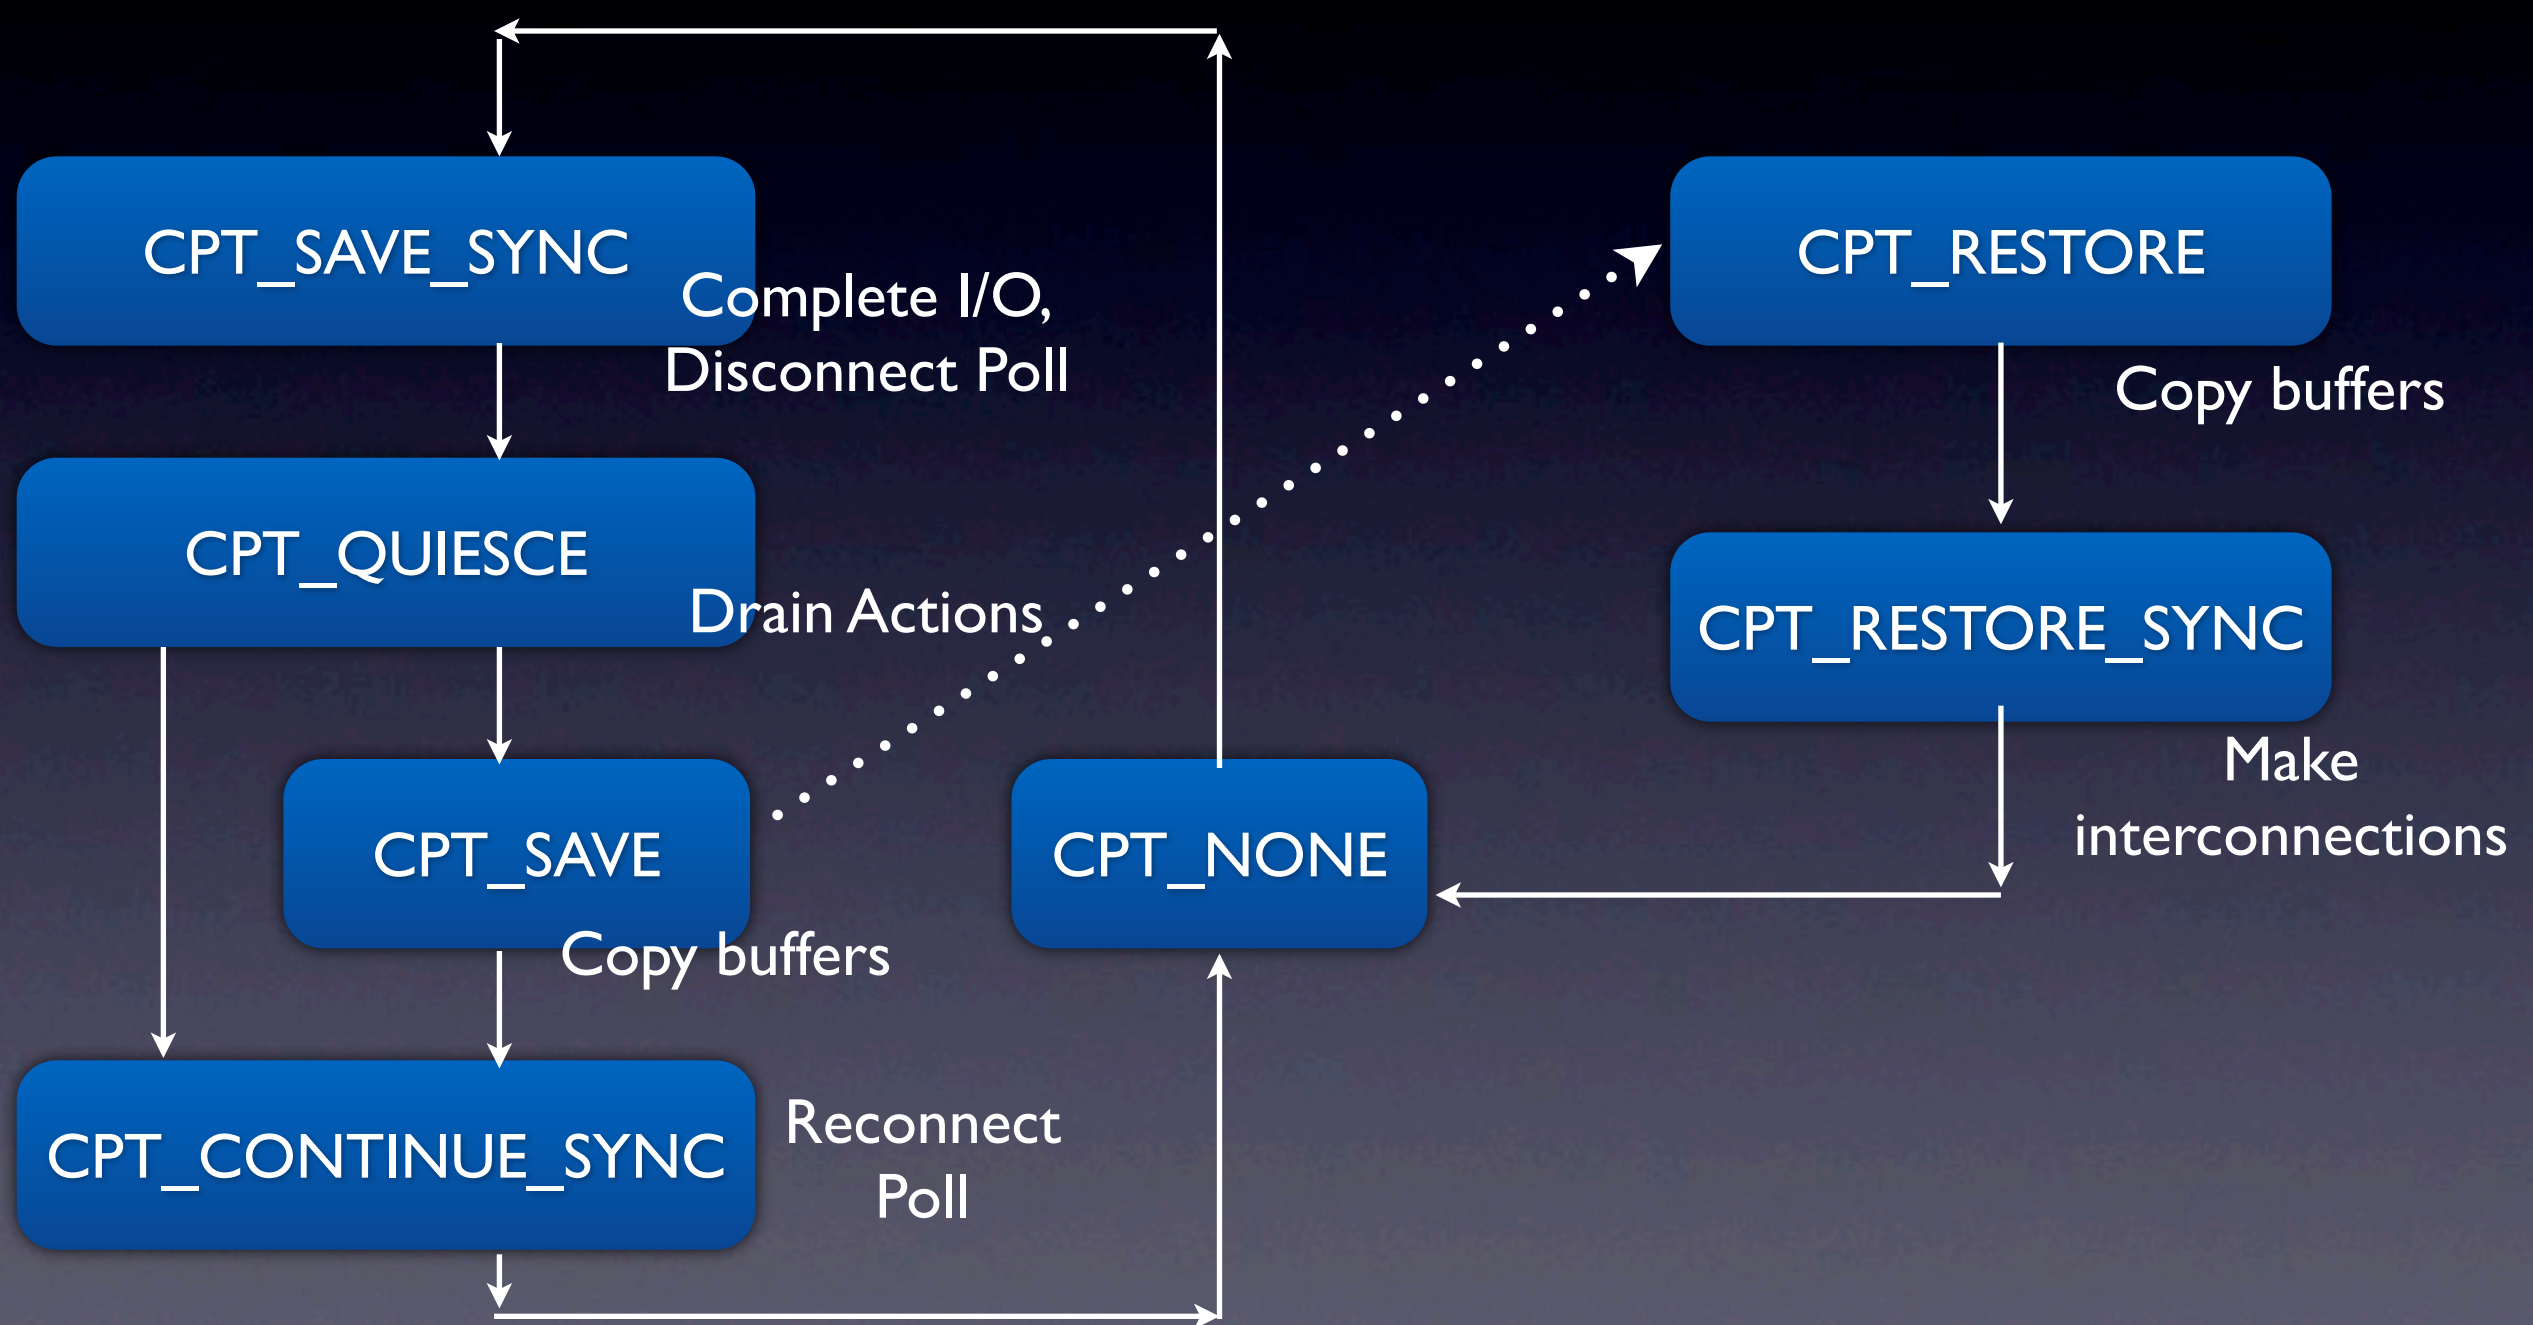 CPT_SAVE_SYNC
Complete I/O,
Disconnect Poll
CPT_QUIESCE
Drain Actions
CPT_SAVE
Copy buffers
CPT_CONTINUE_SYNC
Reconnect
Poll
CPT_NONE
CPT_RESTORE
Copy buffers
CPT_RESTORE_SYNC
Make
interconnections